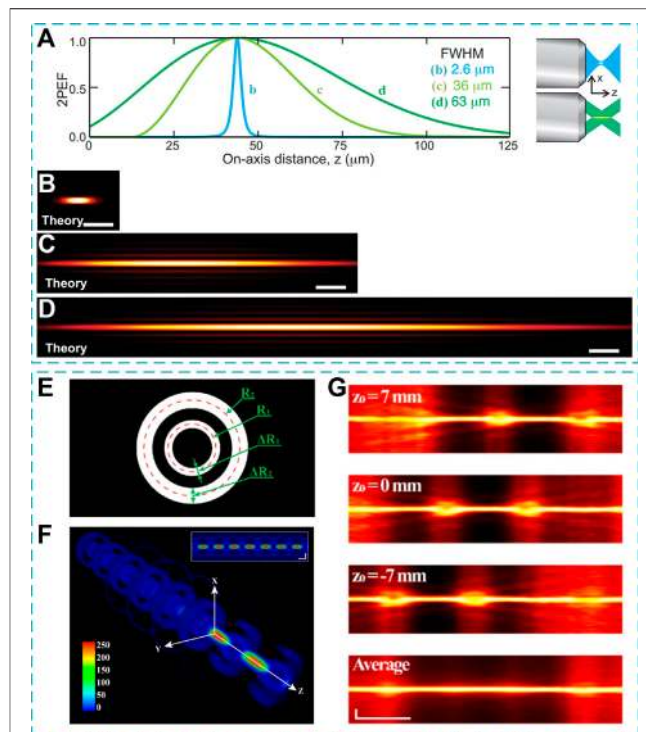 A
2PEF
1.0
0.5
0.0
0
25
50
75
100
125
On-axis distance, z (μm)
b
c
d
FWHM
(b) 2.6 μm
(c) 36 μm
(d) 63 μm
x
z
B
Theory
C
Theory
D
Theory
E
R₂
R₁
ΔR₁
ΔR₂
F
X
Y
Z
250
200
150
100
50
0
G
z₀ = 7 mm
z₀ = 0 mm
z₀ = -7 mm
Average